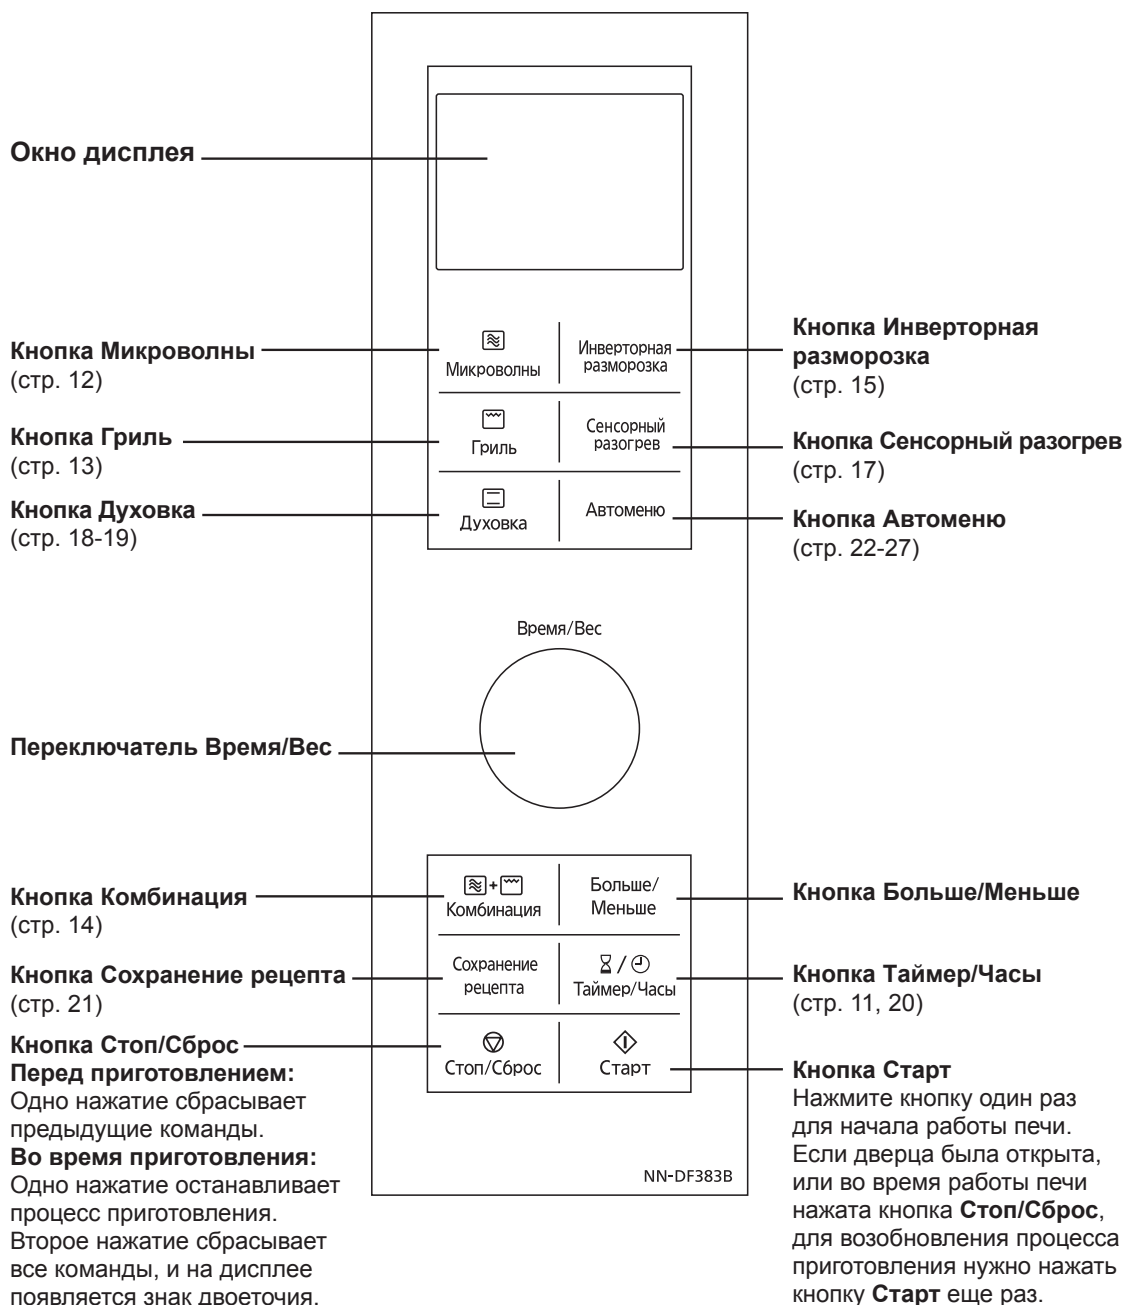 Окно дисплея
Кнопка Микроволны
(стр. 12)
Кнопка Гриль
(стр. 13)
Кнопка Духовка
(стр. 18-19)
Микроволны
Инверторная
разморозка
Гриль
Сенсорный
разогрев
Духовка
Автоменю
Кнопка Инверторная
разморозка
(стр. 15)
Кнопка Сенсорный разогрев
(стр. 17)
Кнопка Автоменю
(стр. 22-27)
Время/Вес
Переключатель Время/Вес
Кнопка Комбинация
(стр. 14)
Кнопка Сохранение рецепта
(стр. 21)
Кнопка Стоп/Сброс
Перед приготовлением:
Одно нажатие сбрасывает
предыдущие команды.
Во время приготовления:
Одно нажатие останавливает
процесс приготовления.
Второе нажатие сбрасывает
все команды, и на дисплее
появляется знак двоеточия.
+
Комбинация
Больше/
Меньше
Сохранение
рецепта
/
Таймер/Часы
Стоп/Сброс
Старт
NN-DF383B
Кнопка Больше/Меньше
Кнопка Таймер/Часы
(стр. 11, 20)
Кнопка Старт
Нажмите кнопку один раз
для начала работы печи.
Если дверца была открыта,
или во время работы печи
нажата кнопка Стоп/Сброс,
для возобновления процесса
приготовления нужно нажать
кнопку Старт еще раз.